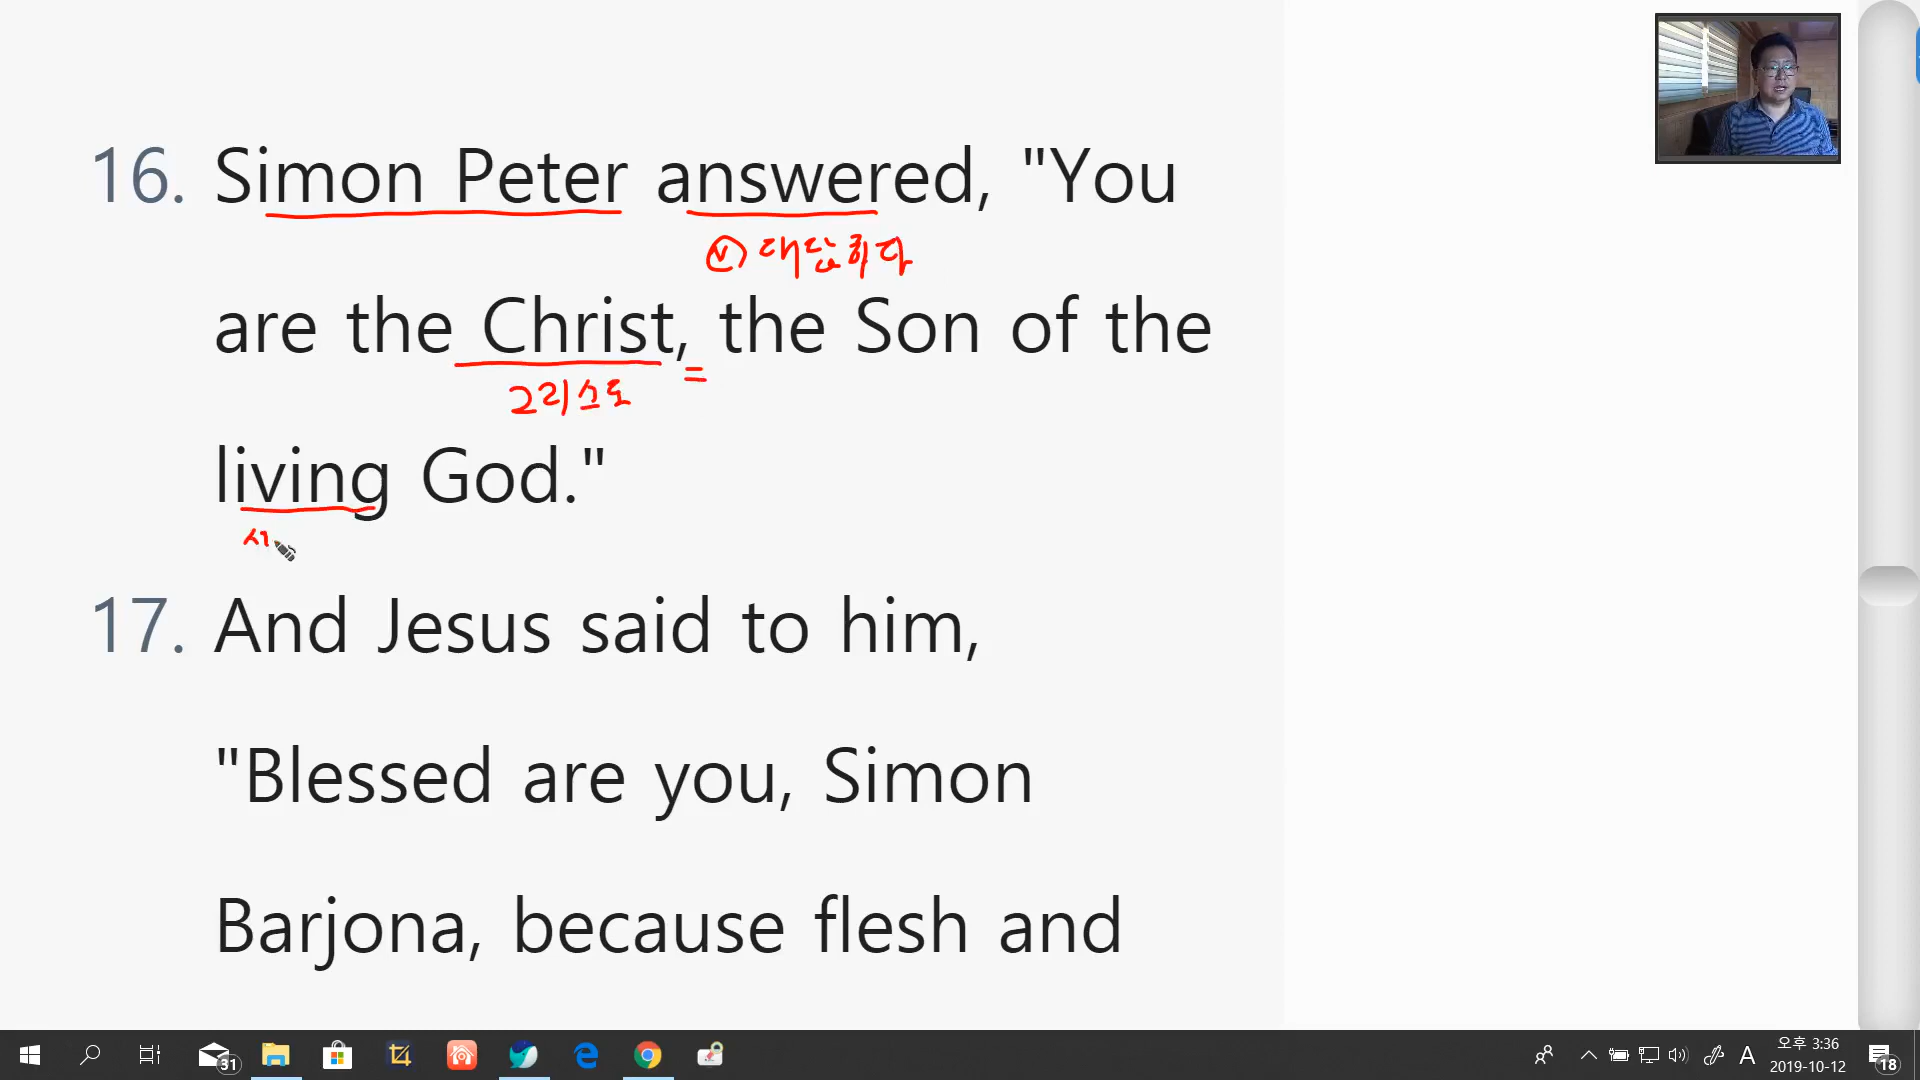 16. Simon Peter answered, "You
ⓥ 대답하다
are the Christ, the Son of the
그리스도 =
living God."
17. And Jesus said to him,
"Blessed are you, Simon
Barjona, because flesh and
31
A
오후 3:36
2019-10-12
18